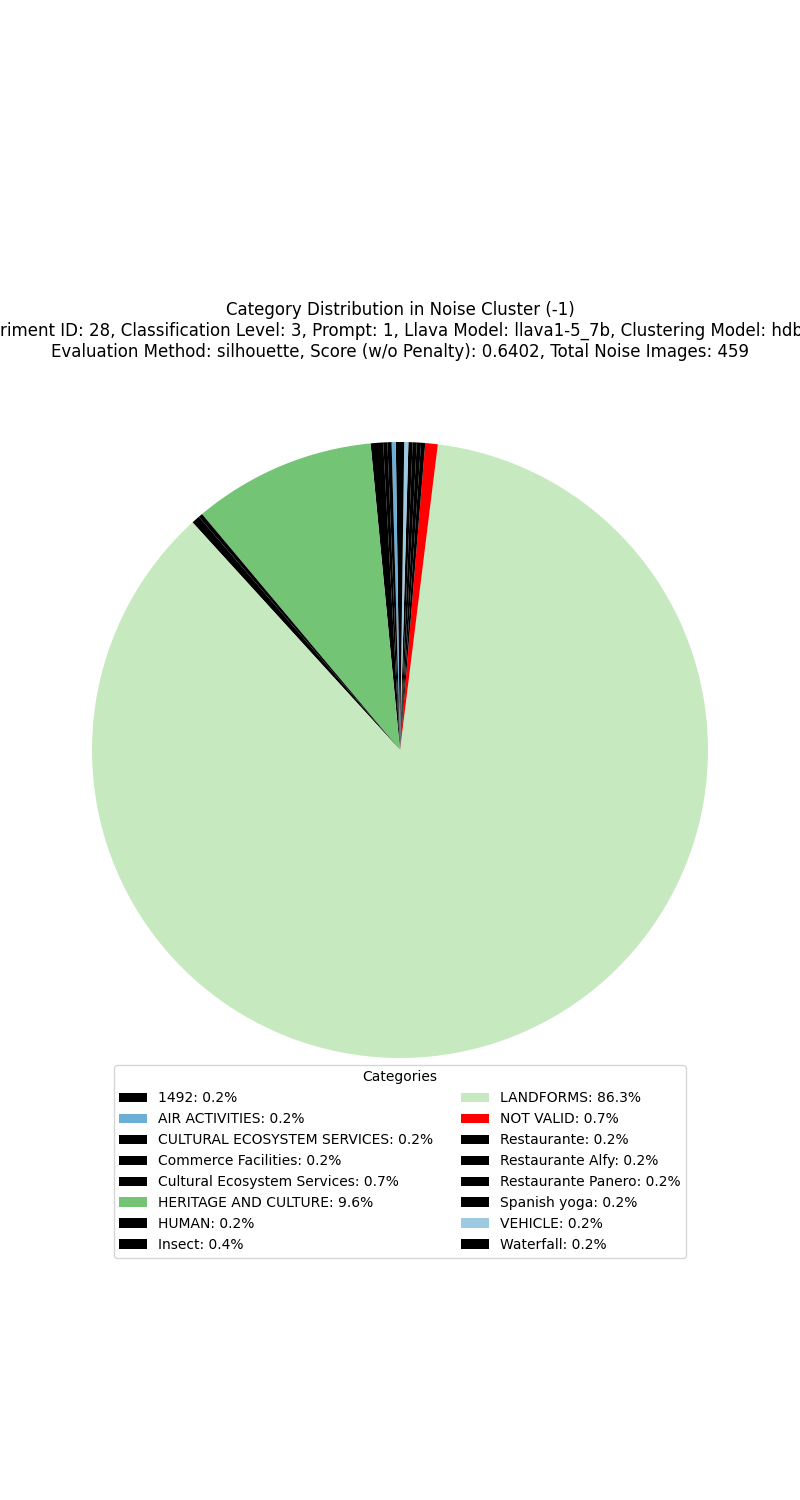 Category Distribution in Noise Cluster (-1)
riment ID: 28, Classification Level: 3, Prompt: 1, Llava Model: llava1-5_7b, Clustering Model: hdb
Evaluation Method: silhouette, Score (w/o Penalty): 0.6402, Total Noise Images: 459
Categories
1492: 0.2%
AIR ACTIVITIES: 0.2%
CULTURAL ECOSYSTEM SERVICES: 0.2%
Commerce Facilities: 0.2%
Cultural Ecosystem Services: 0.7%
HERITAGE AND CULTURE: 9.6%
HUMAN: 0.2%
Insect: 0.4%
LANDFORMS: 86.3%
NOT VALID: 0.7%
Restaurante: 0.2%
Restaurante Alfy: 0.2%
Restaurante Panero: 0.2%
Spanish yoga: 0.2%
VEHICLE: 0.2%
Waterfall: 0.2%